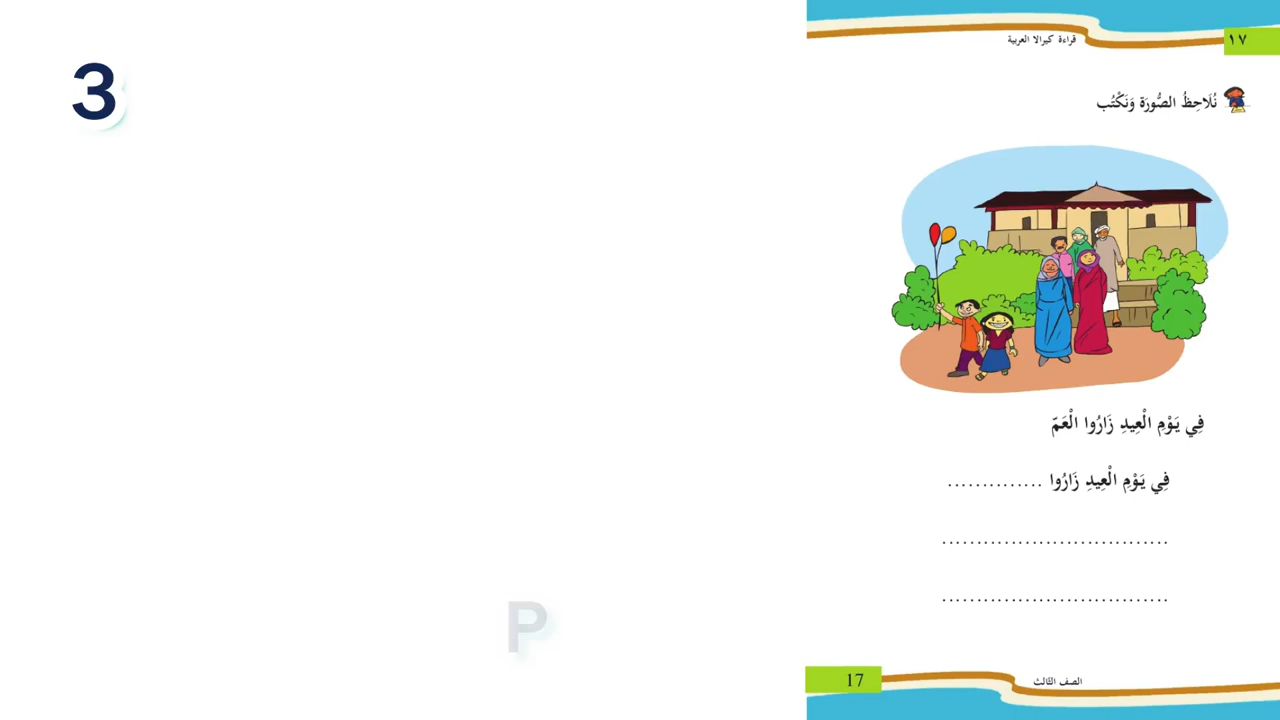 3
P
١٧
قراءة كيرالا العربية
نُلَاحِظُ الصُّورَة وَنَكْتُب
فِي يَوْمِ الْعِيدِ زَارُوا الْعَمّ
فِي يَوْمِ الْعِيدِ زَارُوا ..............
.................................
.................................
17
الصف الثالث